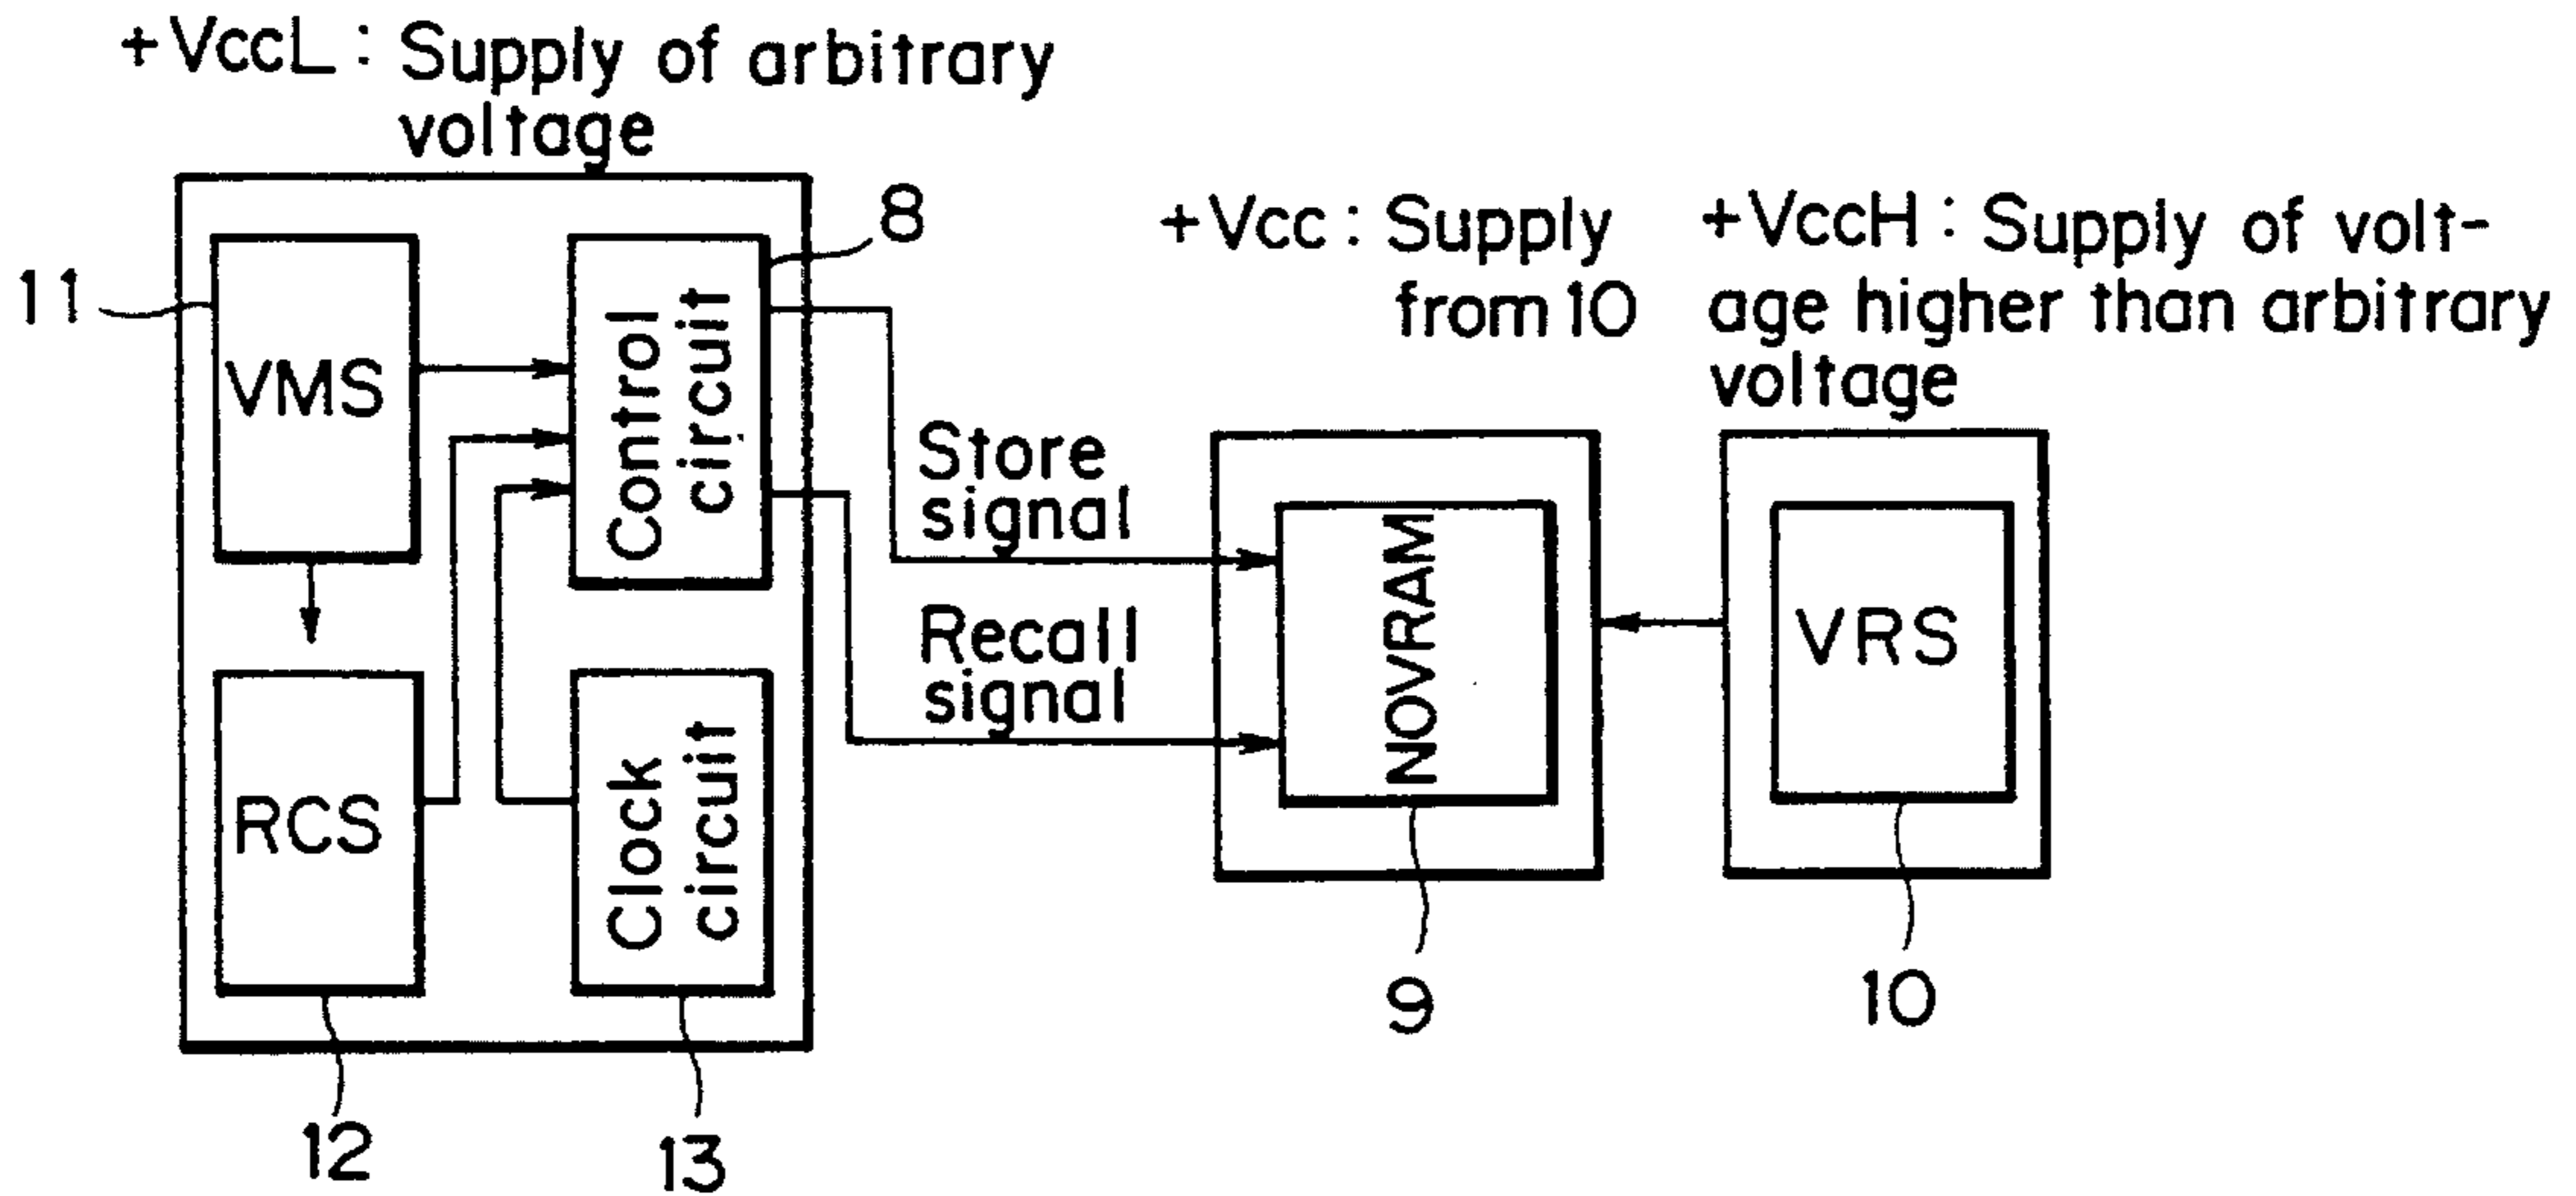 +VccL : Supply of arbitrary
voltage
8
+Vcc : Supply
from 10
+VccH : Supply of volt-
age higher than arbitrary
voltage
11
VMS
Control
circuit
Store
signal
Recall
signal
NOVRAM
VRS
RCS
Clock
circuit
9
10
12
13